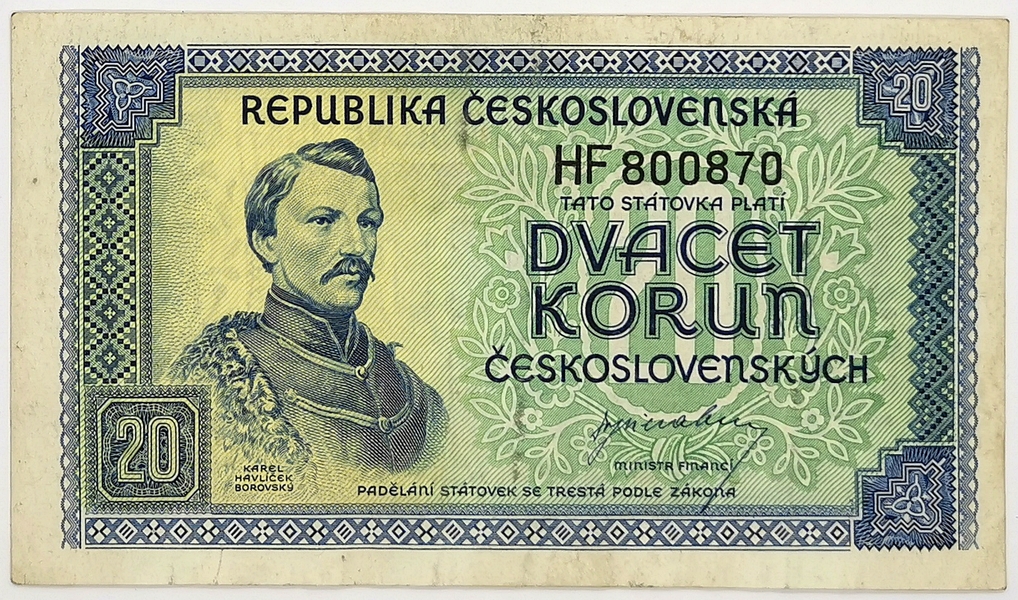 REPUBLIKA ČESKOSLOVENSKÁ
20
HF 800870
TATO STÁTOVKA PLATÍ
DVACET
KORUN
ČESKOSLOVENSKÝCH
20
KAREL
HAVLÍČEK
BOROVSKÝ
MINISTR FINANCÍ
PADĚLÁNÍ STÁTOVEK SE TRESTÁ PODLE ZÁKONA